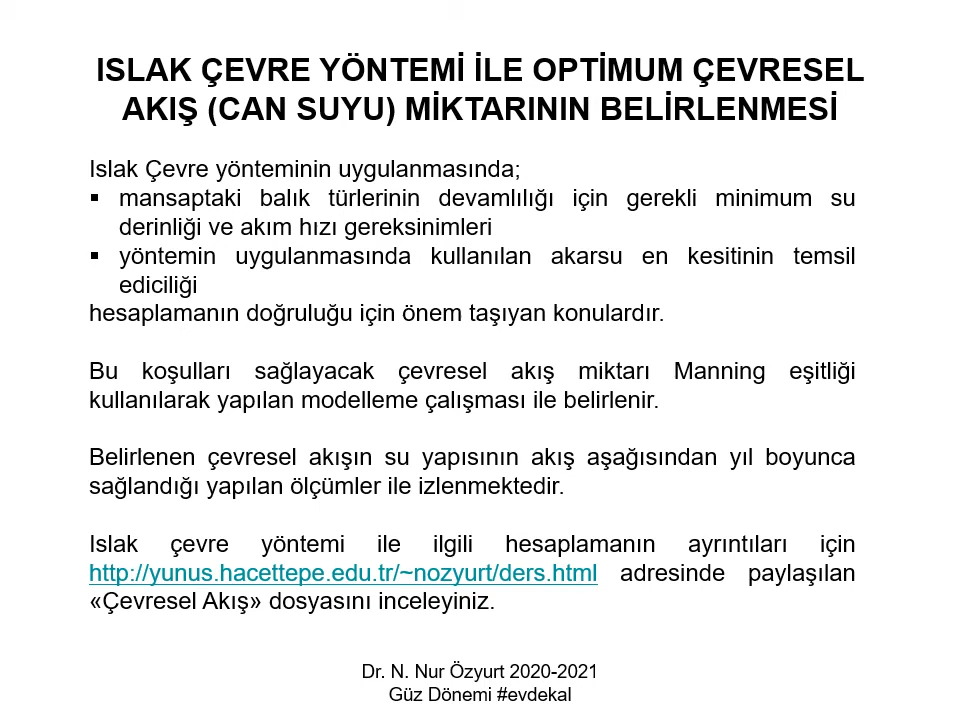 ISLAK ÇEVRE YÖNTEMİ İLE OPTİMUM ÇEVRESEL
AKIŞ (CAN SUYU) MİKTARININ BELİRLENMESİ
Islak Çevre yönteminin uygulanmasında;
▪ mansaptaki balık türlerinin devamlılığı için gerekli minimum su
derinliği ve akım hızı gereksinimleri
▪ yöntemin uygulanmasında kullanılan akarsu en kesitinin temsil
ediciliği
hesaplamanın doğruluğu için önem taşıyan konulardır.
Bu koşulları sağlayacak çevresel akış miktarı Manning eşitliği
kullanılarak yapılan modelleme çalışması ile belirlenir.
Belirlenen çevresel akışın su yapısının akış aşağısından yıl boyunca
sağlandığı yapılan ölçümler ile izlenmektedir.
Islak çevre yöntemi ile ilgili hesaplamanın ayrıntıları için
http://yunus.hacettepe.edu.tr/~nozyurt/ders.html adresinde paylaşılan
«Çevresel Akış» dosyasını inceleyiniz.
Dr. N. Nur Özyurt 2020-2021
Güz Dönemi #evdekal